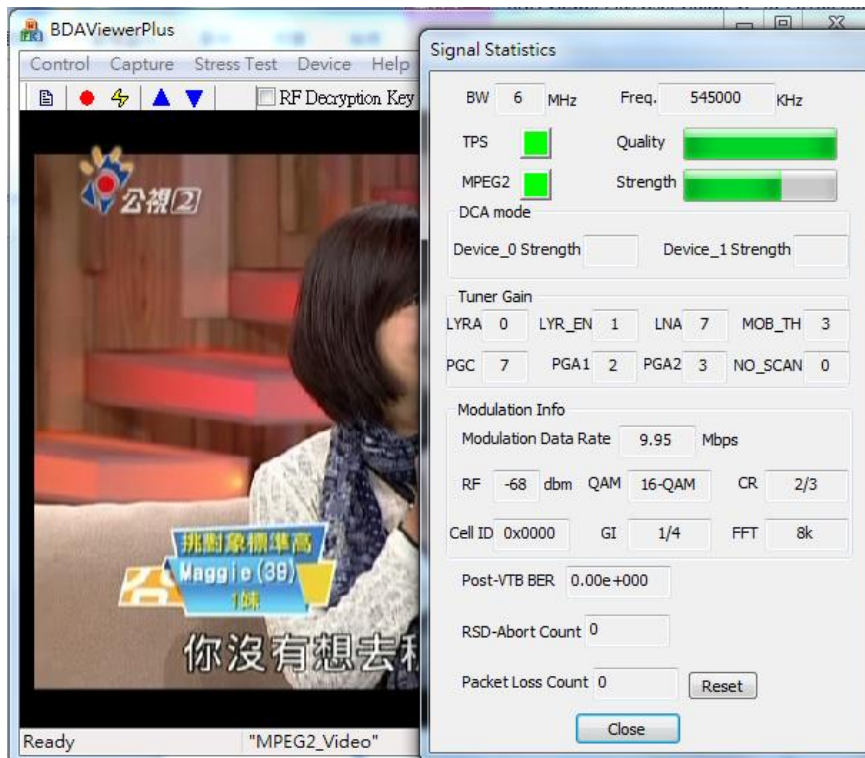 BDAViewerPlus
Control Capture Stress Test Device Help
RF Decryption Key
公視2
挑對象標準高
Maggie(39)
1妹
你沒有想去
Ready "MPEG2_Video"
Signal Statistics
BW 6 MHz Freq. 545000 KHz
TPS Quality
MPEG2 Strength
DCA mode
Device_0 Strength Device_1 Strength
Tuner Gain
LYRA 0 LYR_EN 1 LNA 7 MOB_TH 3
PGC 7 PGA1 2 PGA2 3 NO_SCAN 0
Modulation Info
Modulation Data Rate 9.95 Mbps
RF -68 dbm QAM 16-QAM CR 2/3
Cell ID 0x0000 GI 1/4 FFT 8k
Post-VTB BER 0.00e+000
RSD-Abort Count 0
Packet Loss Count 0 Reset
Close